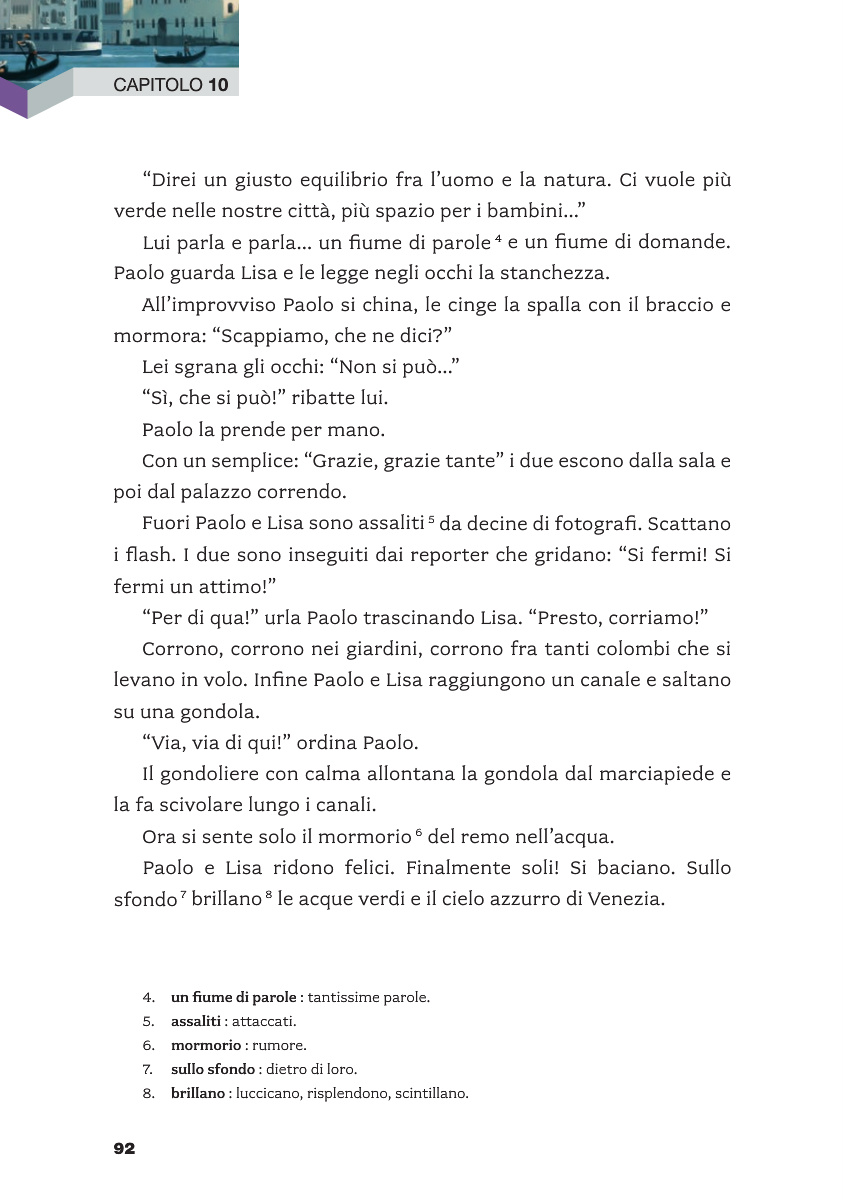 CAPITOLO 10
“Direi un giusto equilibrio fra l’uomo e la natura. Ci vuole più
verde nelle nostre città, più spazio per i bambini...”
Lui parla e parla... un fiume di parole⁴ e un fiume di domande.
Paolo guarda Lisa e le legge negli occhi la stanchezza.
All’improvviso Paolo si china, le cinge la spalla con il braccio e
mormora: “Scappiamo, che ne dici?”
Lei sgrana gli occhi: “Non si può...”
“Sì, che si può!” ribatte lui.
Paolo la prende per mano.
Con un semplice: “Grazie, grazie tante” i due escono dalla sala e
poi dal palazzo correndo.
Fuori Paolo e Lisa sono assaliti⁵ da decine di fotografi. Scattano
i flash. I due sono inseguiti dai reporter che gridano: “Si fermi! Si
fermi un attimo!”
“Per di qua!” urla Paolo trascinando Lisa. “Presto, corriamo!”
Corrono, corrono nei giardini, corrono fra tanti colombi che si
levano in volo. Infine Paolo e Lisa raggiungono un canale e saltano
su una gondola.
“Via, via di qui!” ordina Paolo.
Il gondoliere con calma allontana la gondola dal marciapiede e
la fa scivolare lungo i canali.
Ora si sente solo il mormorio⁶ del remo nell’acqua.
Paolo e Lisa ridono felici. Finalmente soli! Si baciano. Sullo
sfondo⁷ brillano⁸ le acque verdi e il cielo azzurro di Venezia.
4. un fiume di parole : tantissime parole.
5. assaliti : attaccati.
6. mormorio : rumore.
7. sullo sfondo : dietro di loro.
8. brillano : luccicano, risplendono, scintillano.
92